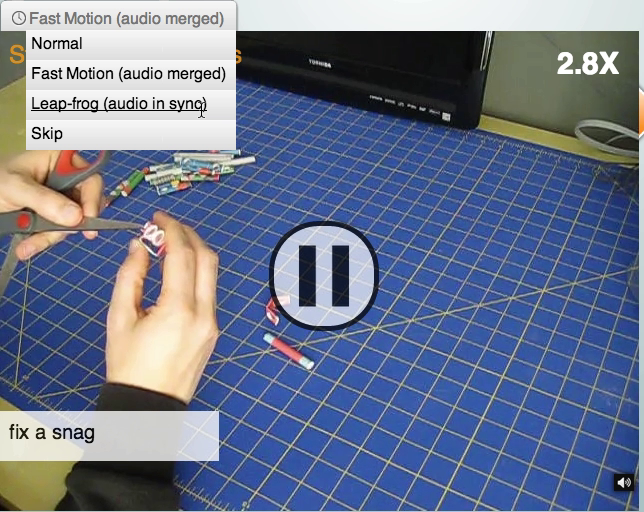 Fast Motion (audio merged)
Normal
Fast Motion (audio merged)
Leap-frog (audio in sync)
Skip
2.8X
TOSHIBA
fix a snag